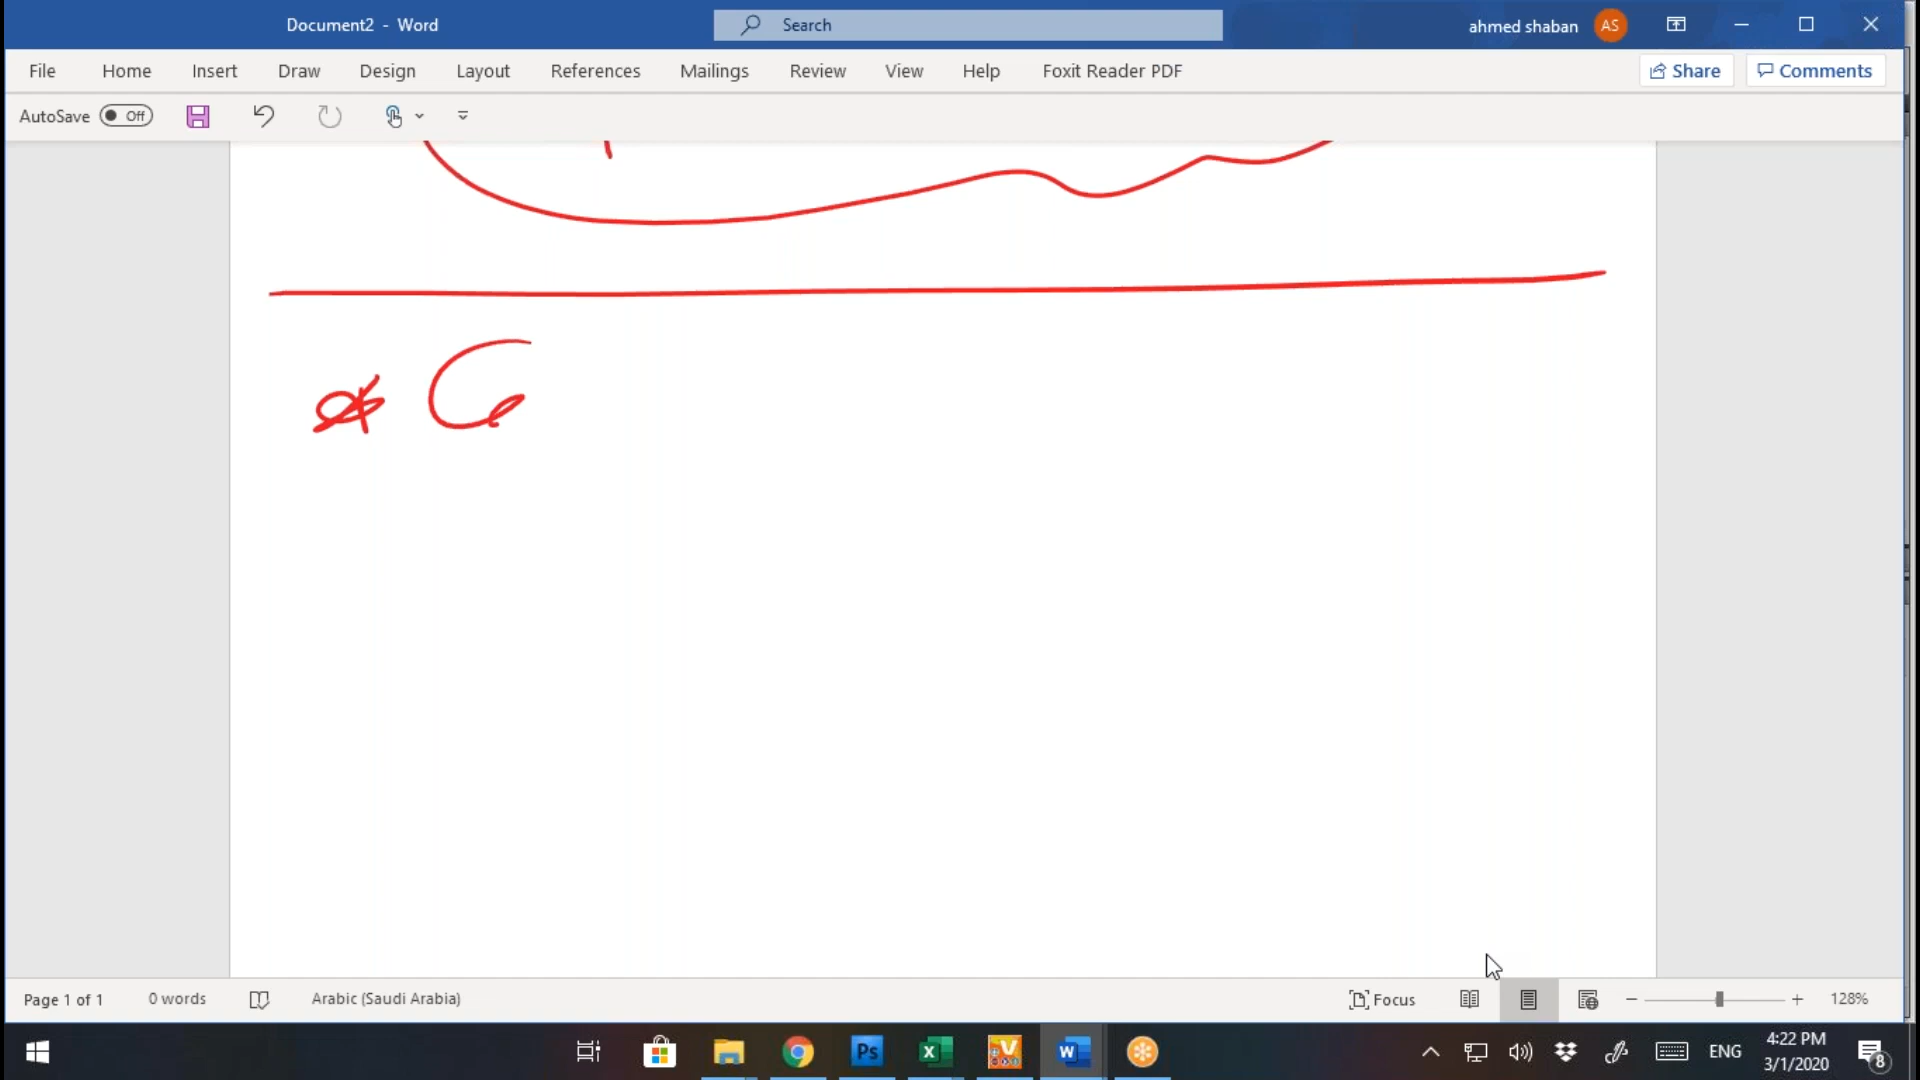 Document2 - Word
Search
ahmed shaban
AS
File
Home
Insert
Draw
Design
Layout
References
Mailings
Review
View
Help
Foxit Reader PDF
Share
Comments
AutoSave
Off
Page 1 of 1
0 words
Arabic (Saudi Arabia)
Focus
128%
Ps
ENG
4:22 PM
3/1/2020
8